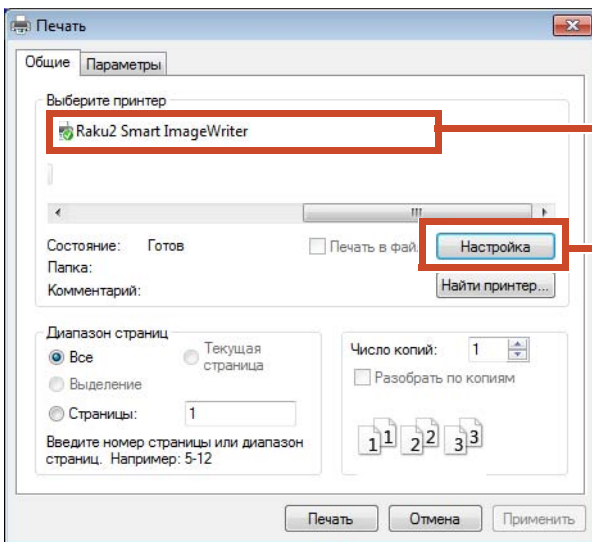 Печать
Общие Параметры
Выберите принтер
Raku2 Smart ImageWriter
Состояние: Готов
Печать в фай.
Настройка
Папка:
Комментарий:
Найти принтер...
Диапазон страниц
Все
Текущая
страница
Выделение
Страницы: 1
Введите номер страницы или диапазон
страниц. Например: 5-12
Число копий: 1
Разобрать по копиям
1 1 2 2 3 3
Печать Отмена Применить